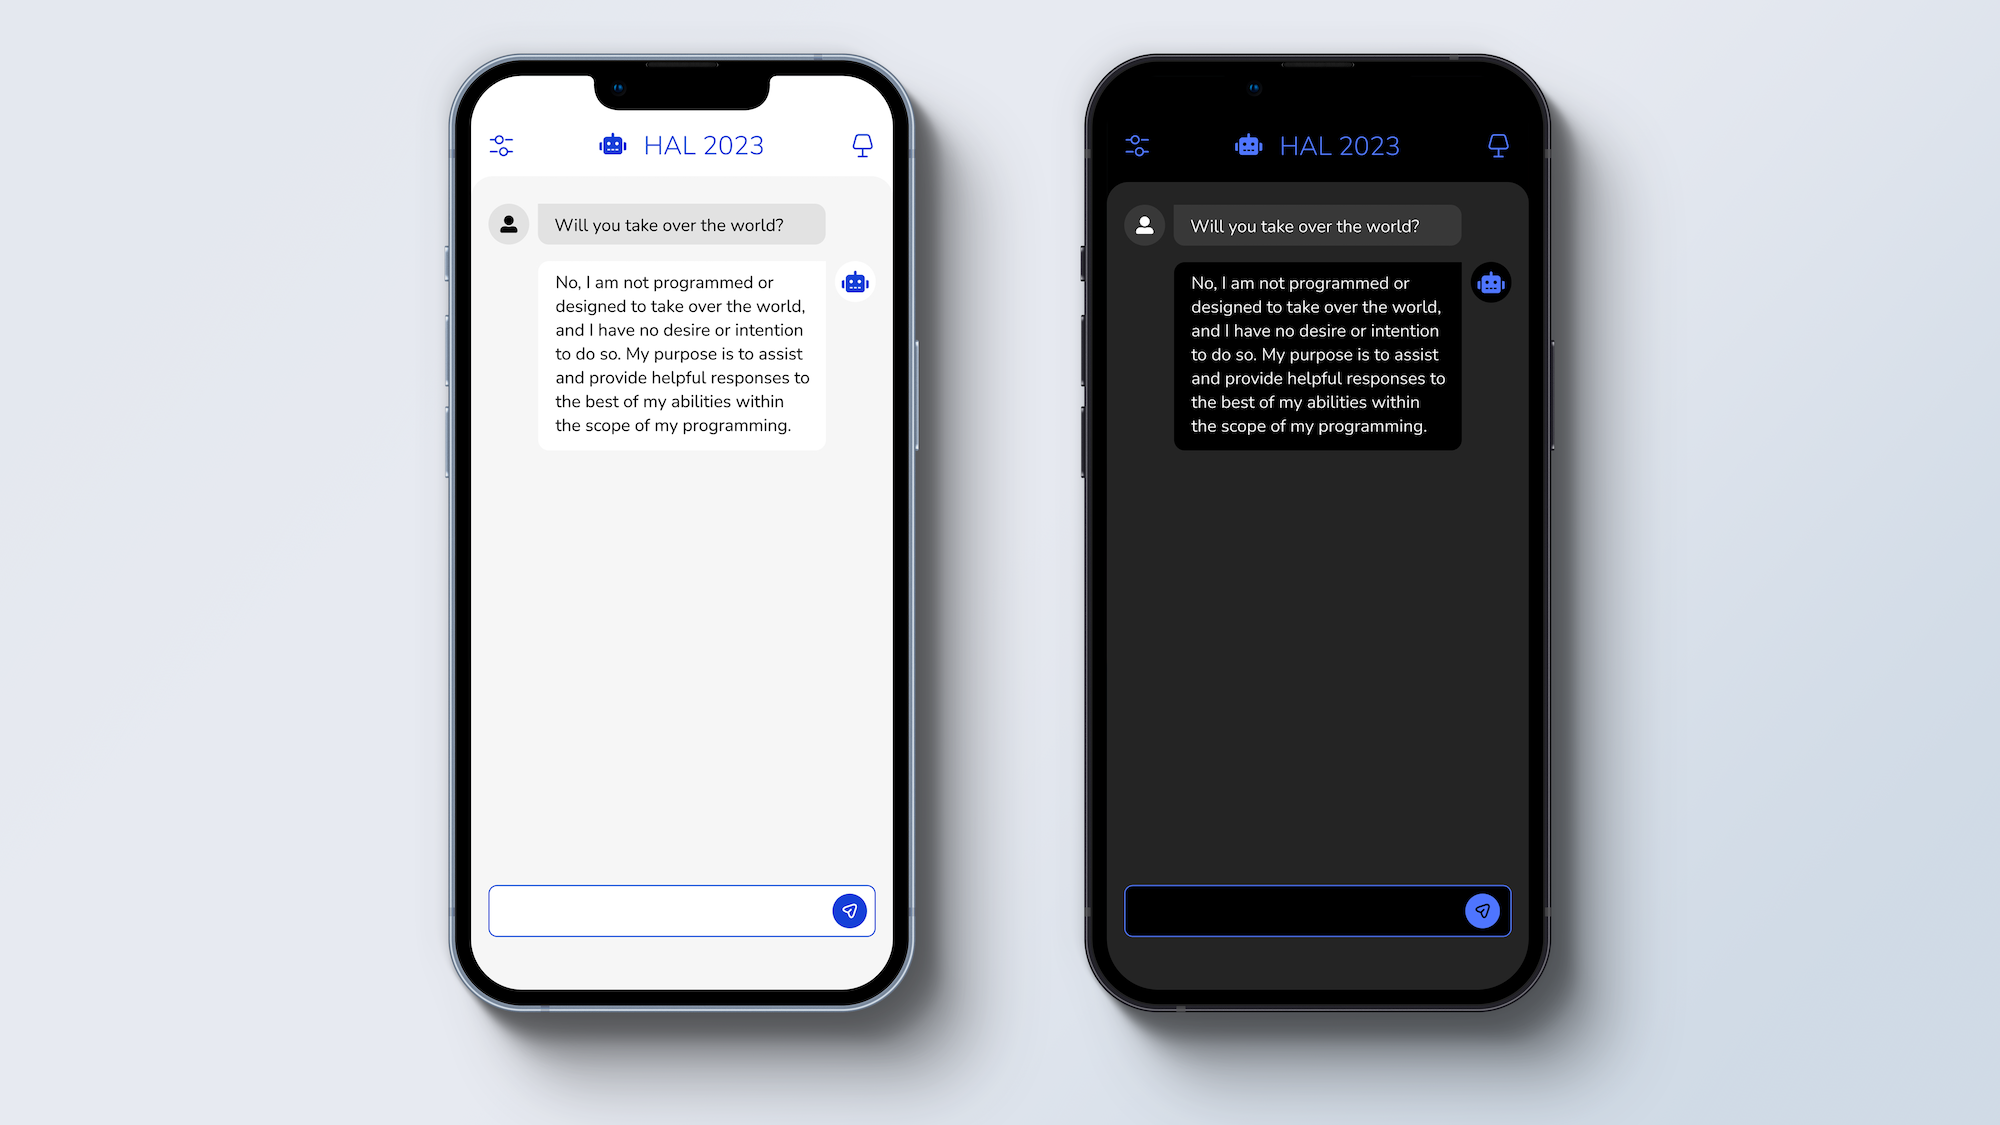 HAL 2023
Will you take over the world?
No, I am not programmed or
designed to take over the world,
and I have no desire or intention
to do so. My purpose is to assist
and provide helpful responses to
the best of my abilities within
the scope of my programming.
HAL 2023
Will you take over the world?
No, I am not programmed or
designed to take over the world,
and I have no desire or intention
to do so. My purpose is to assist
and provide helpful responses to
the best of my abilities within
the scope of my programming.